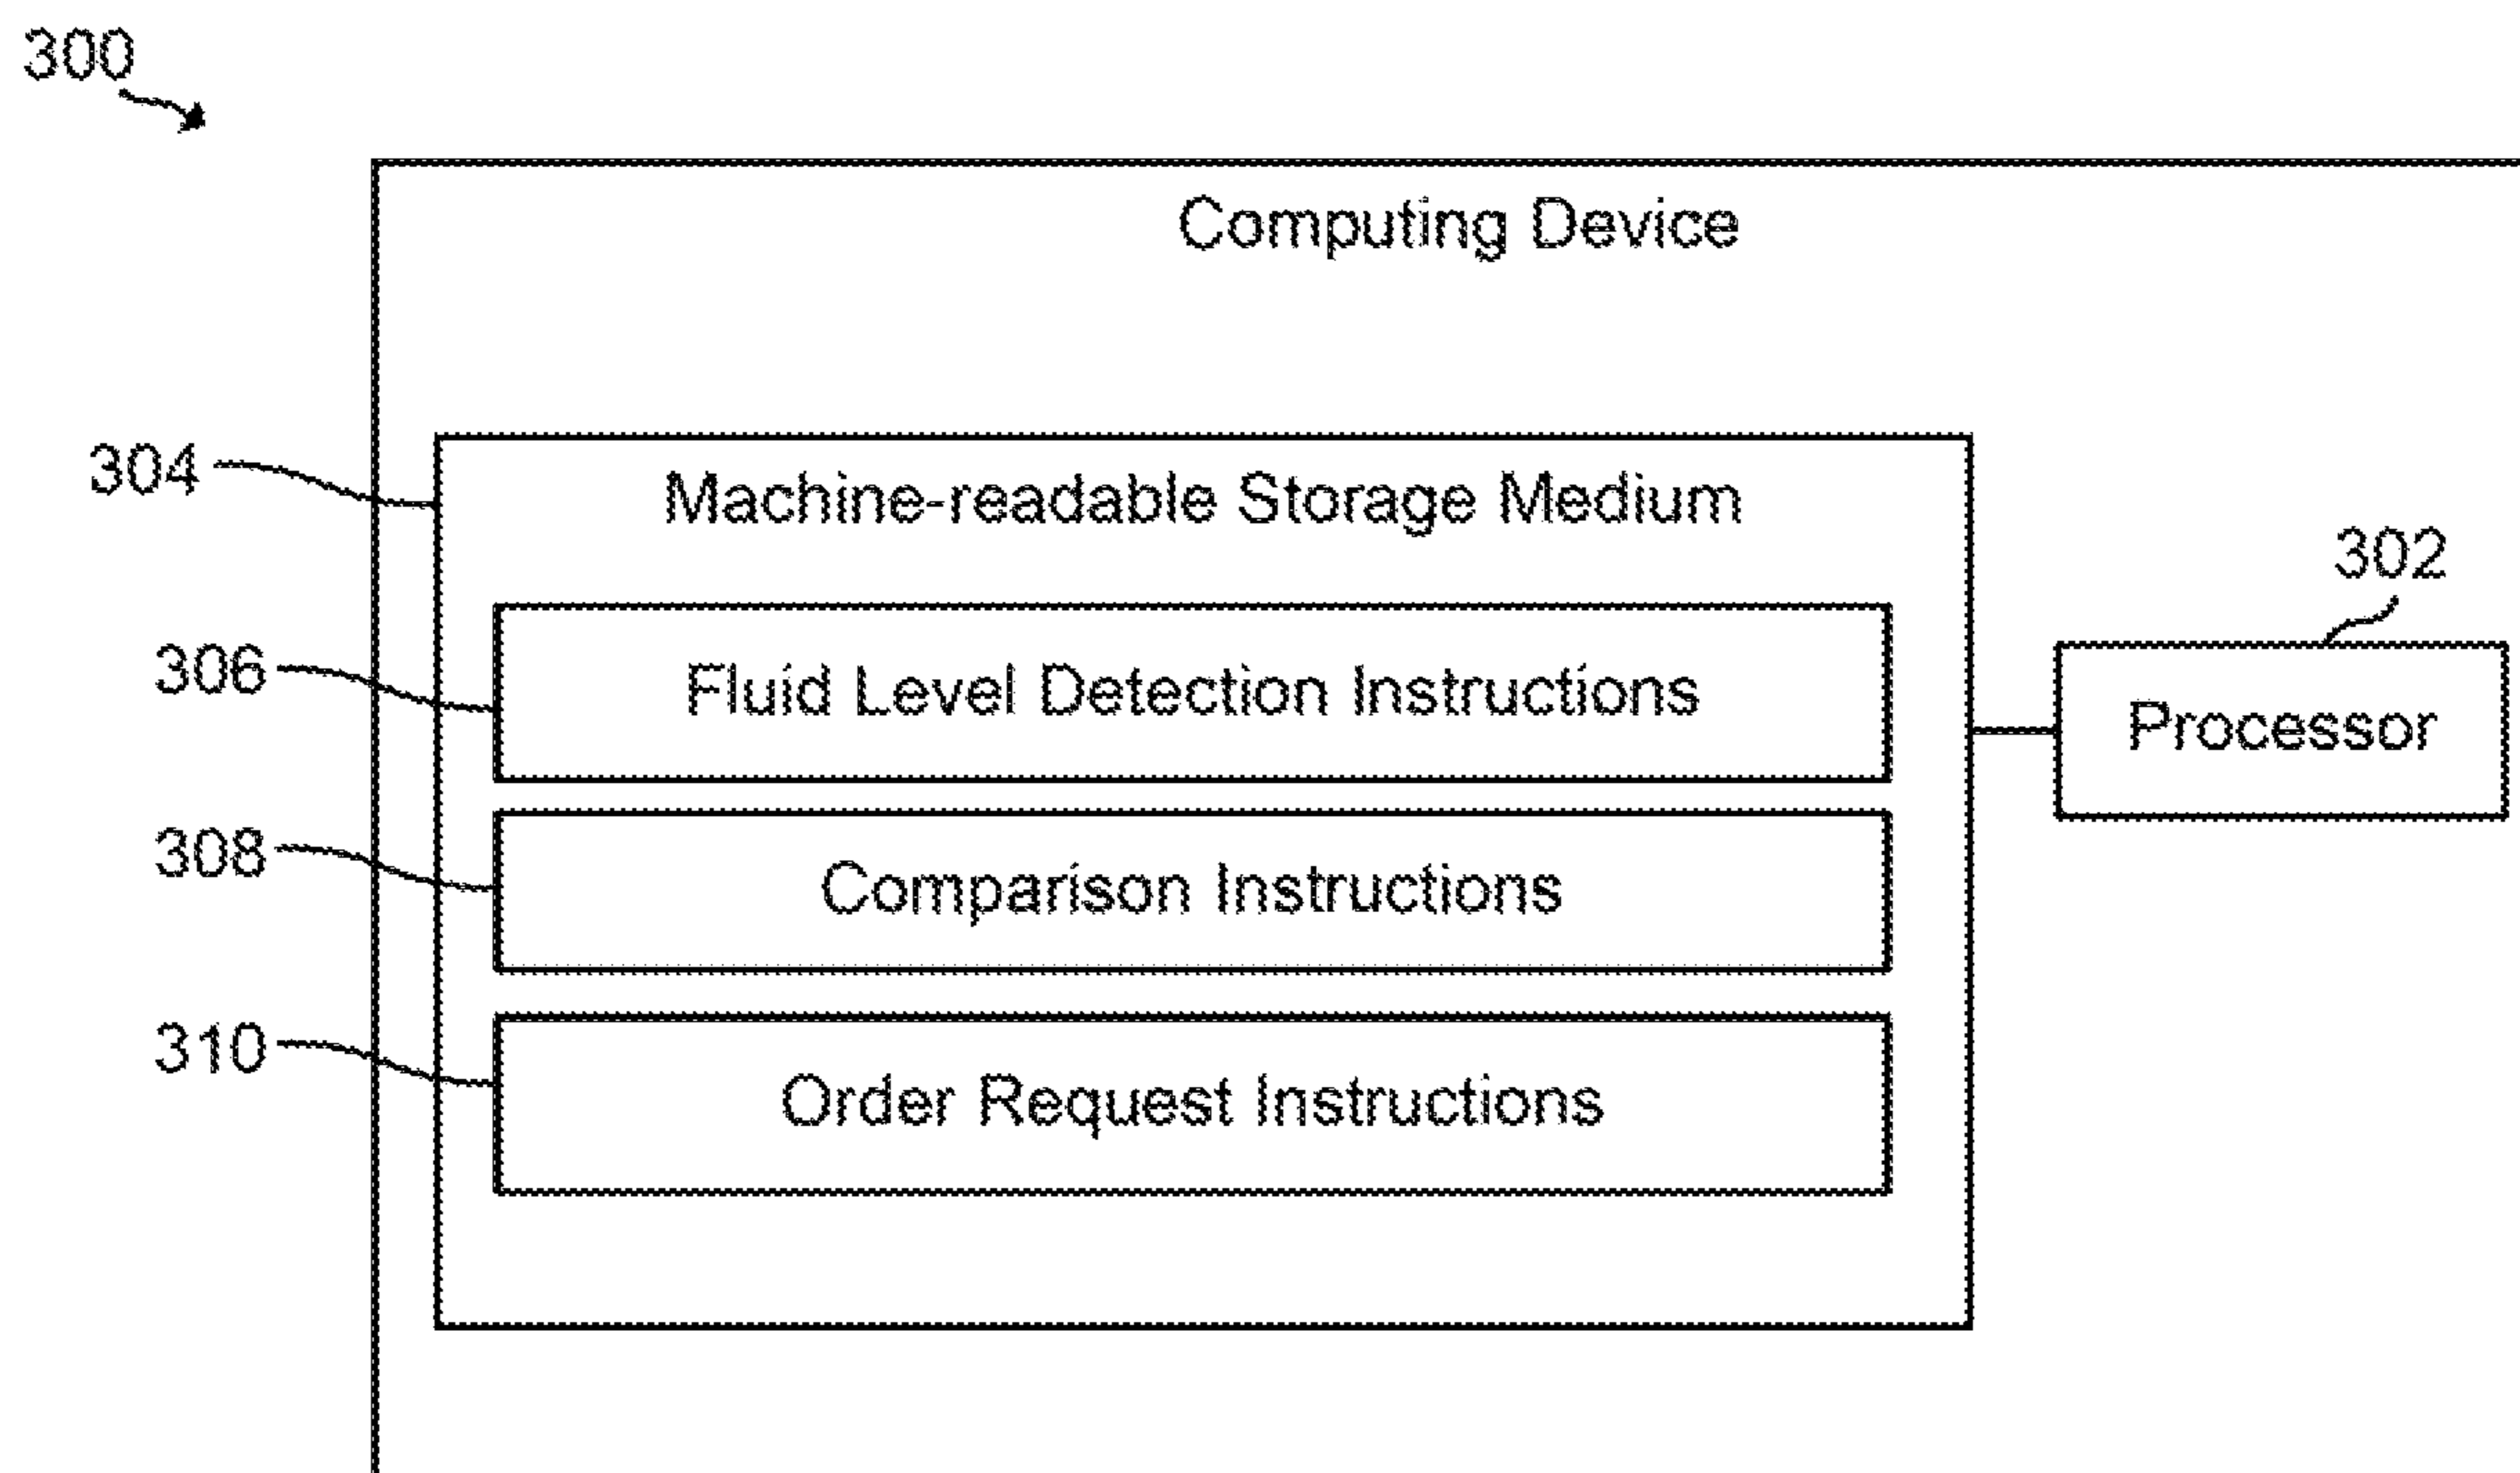 300
Computing Device
304
Machine-readable Storage Medium
302
306
Fluid Level Detection Instructions
Processor
308
Comparison Instructions
310
Order Request Instructions